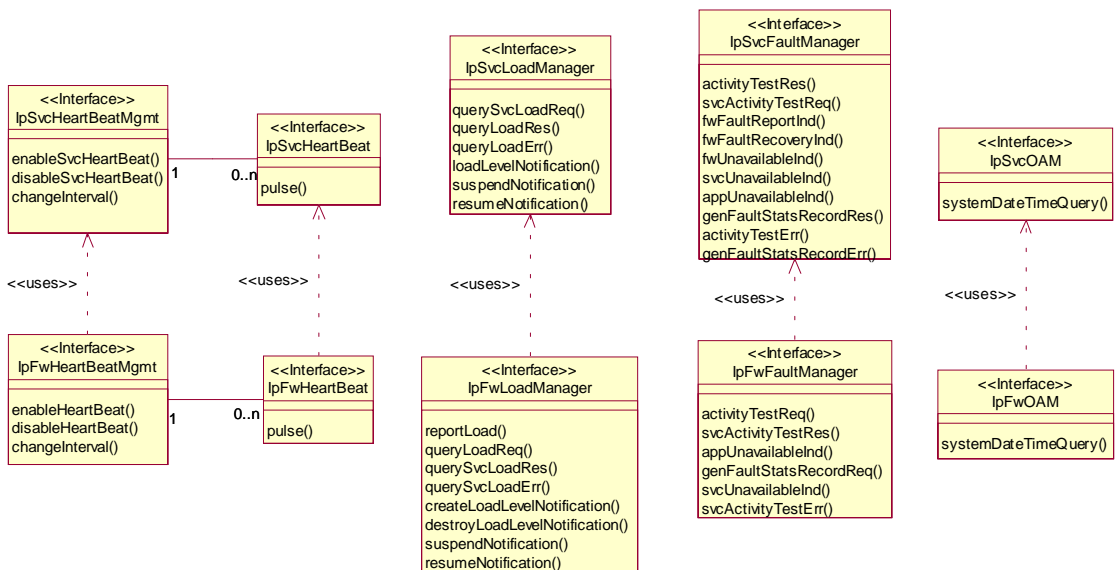 <<Interface>>
IpSvcHeartBeatMgmt
enableSvcHeartBeat()
disableSvcHeartBeat()
changeInterval()
1
0..n
<<Interface>>
IpSvcHeartBeat
pulse()
<<Interface>>
IpSvcLoadManager
querySvcLoadReq()
queryLoadRes()
queryLoadErr()
loadLevelNotification()
suspendNotification()
resumeNotification()
<<Interface>>
IpSvcFaultManager
activityTestRes()
svcActivityTestReq()
fwFaultReportInd()
fwFaultRecoveryInd()
fwUnavailableInd()
svcUnavailableInd()
appUnavailableInd()
genFaultStatsRecordRes()
activityTestErr()
genFaultStatsRecordErr()
<<Interface>>
IpSvcOAM
systemDateTimeQuery()
<<uses>>
<<uses>>
<<uses>>
<<uses>>
<<uses>>
<<Interface>>
IpFwHeartBeatMgmt
enableHeartBeat()
disableHeartBeat()
changeInterval()
1
0..n
<<Interface>>
IpFwHeartBeat
pulse()
<<Interface>>
IpFwLoadManager
reportLoad()
queryLoadReq()
querySvcLoadRes()
querySvcLoadErr()
createLoadLevelNotification()
destroyLoadLevelNotification()
suspendNotification()
resumeNotification()
<<Interface>>
IpFwFaultManager
activityTestReq()
svcActivityTestRes()
appUnavailableInd()
genFaultStatsRecordReq()
svcUnavailableInd()
svcActivityTestErr()
<<Interface>>
IpFwOAM
systemDateTimeQuery()